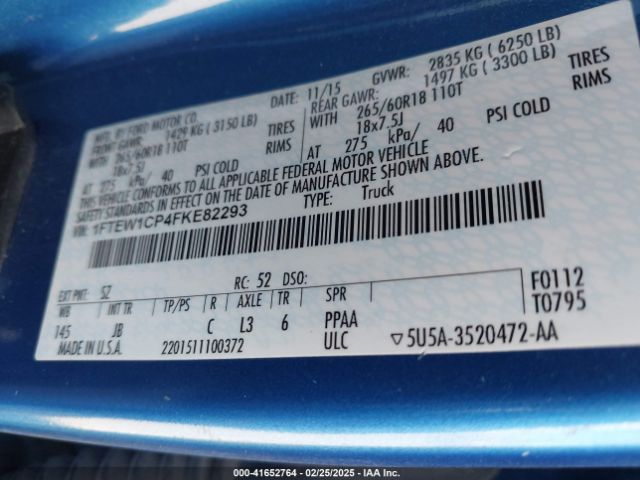 MFD. BY FORD MOTOR CO.
DATE: 11/15 GVWR: 2835 KG ( 6250 LB)
FRONT GAWR: 1429 KG ( 3150 LB) REAR GAWR: 1497 KG ( 3300 LB)
WITH 265/60R18 110T TIRES WITH 265/60R18 110T TIRES
18x7.5J RIMS 18x7.5J RIMS
AT 275 kPa/ 40 PSI COLD AT 275 kPa/ 40 PSI COLD
THIS VEHICLE CONFORMS TO ALL APPLICABLE FEDERAL MOTOR VEHICLE
SAFETY STANDARDS IN EFFECT ON THE DATE OF MANUFACTURE SHOWN ABOVE.
VIN: 1FTEW1CP4FKE82293
TYPE: Truck
EXT PNT: SZ RC: 52 DSO: F0112
WB INT TR TP/PS R AXLE TR SPR T0795
145 JB C L3 6 PPAA
MADE IN U.S.A. 2201511100372 ULC ▽5U5A-3520472-AA
000-41652764 - 02/25/2025 - IAA Inc.